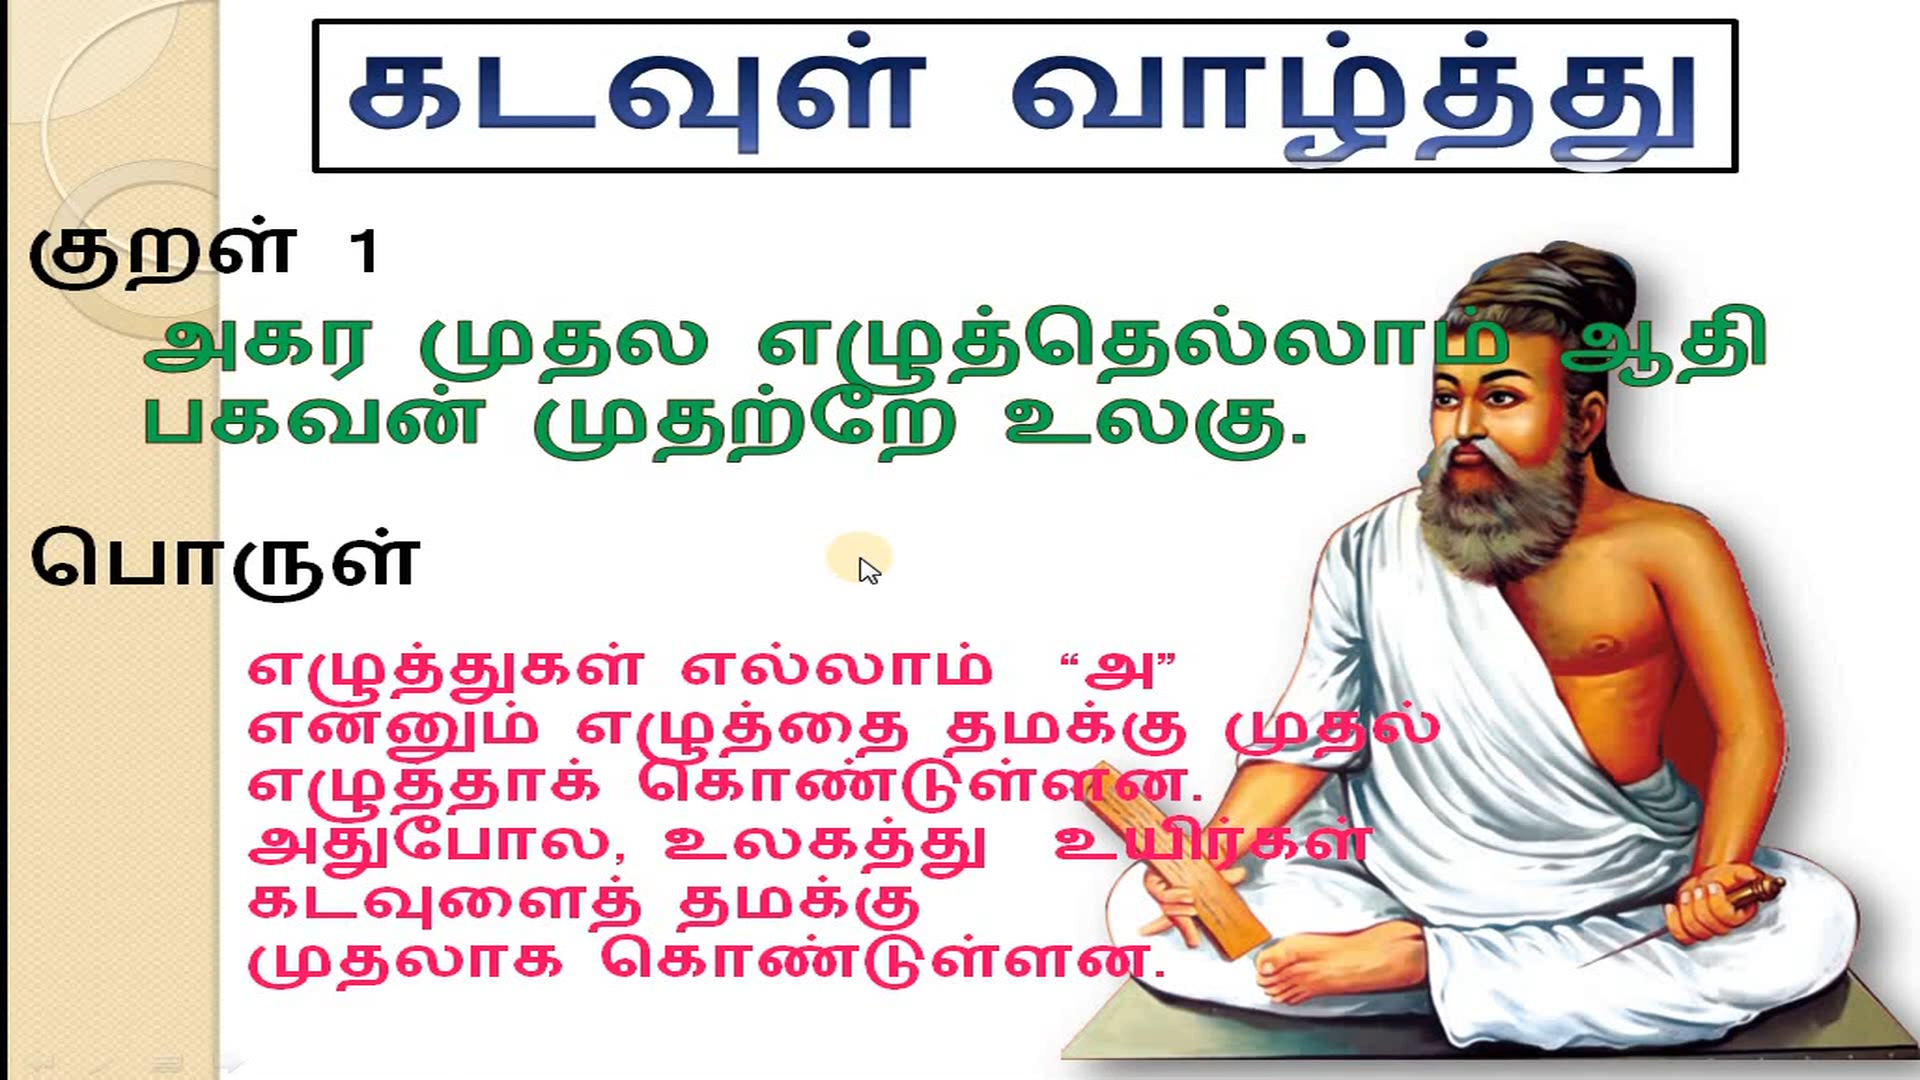 கடவுள் வாழ்த்து
குறள் 1
அகர முதல எழுத்தெல்லாம் ஆதி
பகவன் முதற்றே உலகு.
பொருள்
எழுத்துகள் எல்லாம் “அ”
என்னும் எழுத்தை தமக்கு முதல்
எழுத்தாக் கொண்டுள்ளன.
அதுபோல, உலகத்து உயிர்கள்
கடவுளைத் தமக்கு
முதலாக கொண்டுள்ளன.